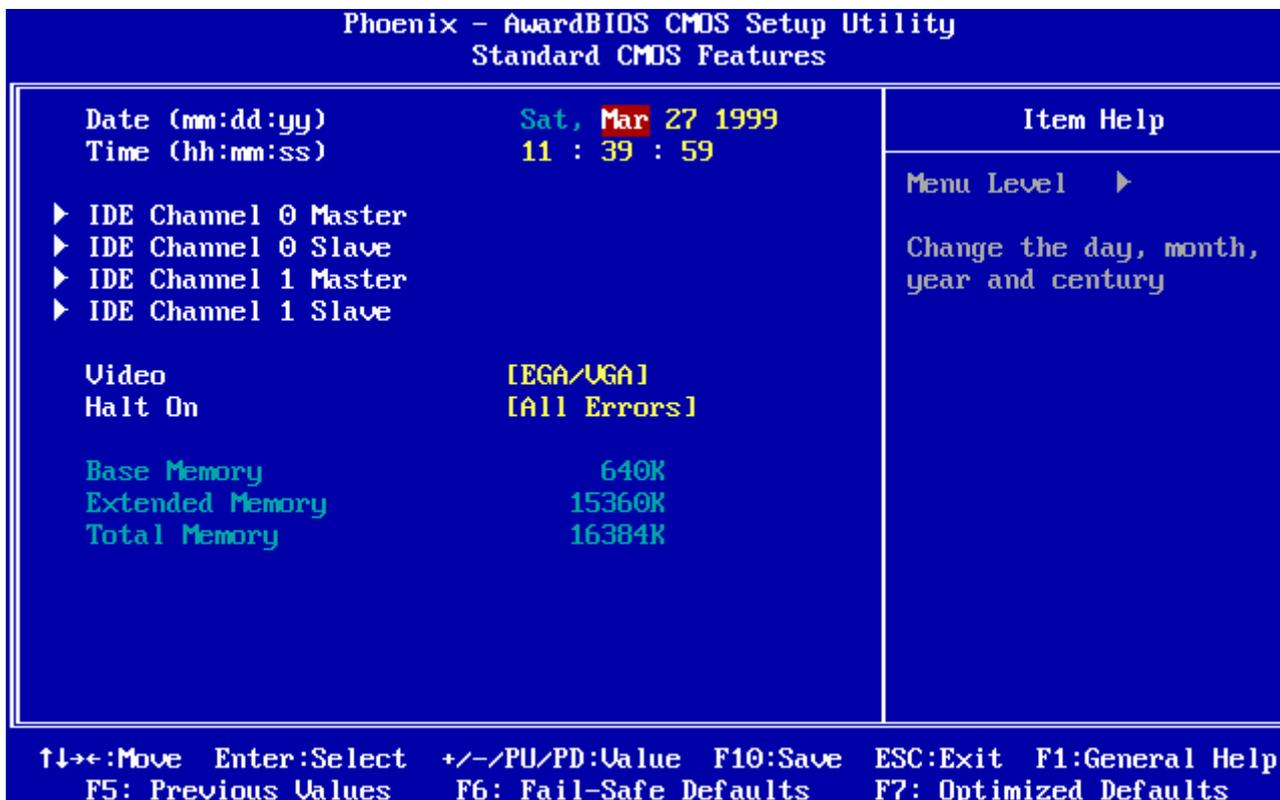 Phoenix - AwardBIOS CMOS Setup Utility
Standard CMOS Features
Date (mm:dd:yy) Sat, Mar 27 1999
Time (hh:mm:ss) 11 : 39 : 59
▶ IDE Channel 0 Master
▶ IDE Channel 0 Slave
▶ IDE Channel 1 Master
▶ IDE Channel 1 Slave
Video [EGA/VGA]
Halt On [All Errors]
Base Memory 640K
Extended Memory 15360K
Total Memory 16384K
Item Help
Menu Level ▶
Change the day, month,
year and century
↑↓→←:Move Enter:Select +/-/PU/PD:Value F10:Save ESC:Exit F1:General Help
F5: Previous Values F6: Fail-Safe Defaults F7: Optimized Defaults